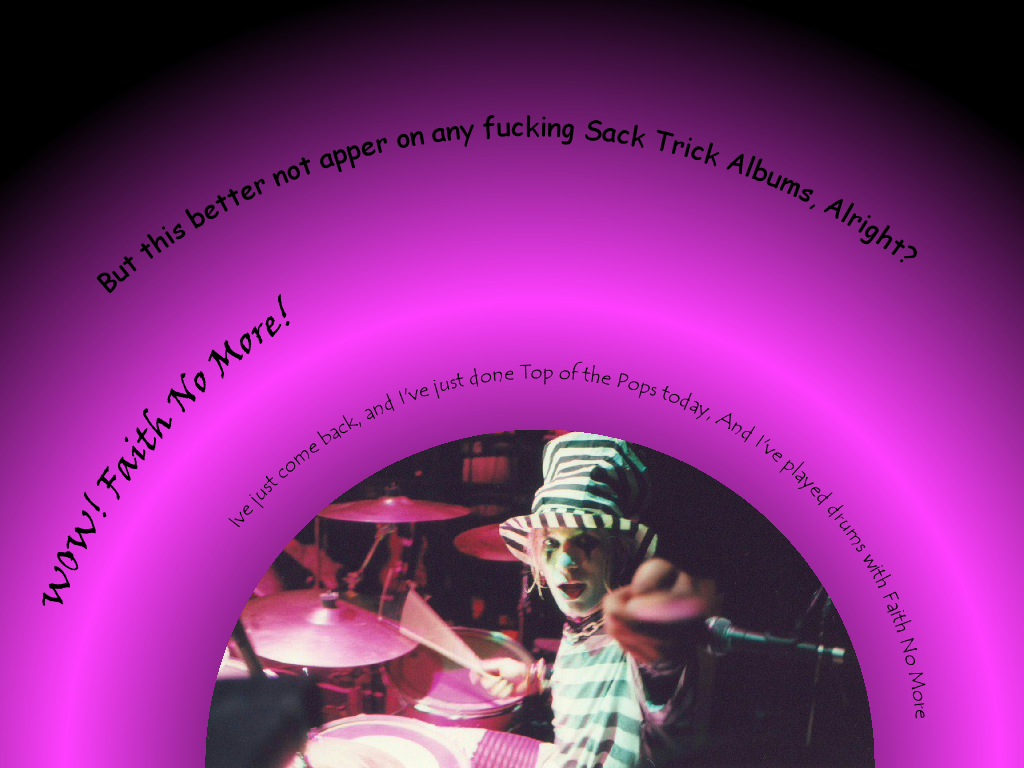 But this better not apper on any fucking Sack Trick Albums, Alright?
WOW! Faith No More!
Ive just come back, and I've just done Top of the Pops today, And I've played drums with Faith No More